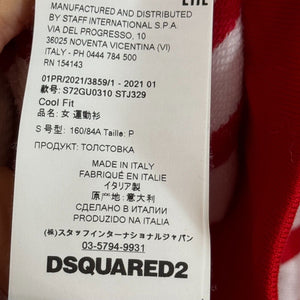 MANUFACTURED AND DISTRIBUTED
BY STAFF INTERNATIONAL S.P.A.
VIA DEL PROGRESSO, 10
36025 NOVENTA VICENTINA (VI)
ITALY - TEL +39 0444 784 500
RN 154143
01PR/2021/3859/1 - 2021 01
款号: S72GU0310 STJ329
Cool Fit
品名: 女 運動衫
S 号型: 160/84A Taille: P
ПРОДУКТ: ТОЛСТОВКА
MADE IN ITALY
FABRIQUÉ EN ITALIE
イタリア製
原産地: 意大利
СДЕЛАНО В ИТАЛИИ
PRODUZIDO NA ITALIA
(株)スタッフインターナショナルジャパン
03-5794-9931
DSQUARED2